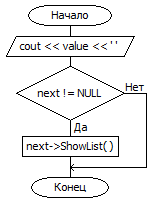 Начало
cout << value << ' '
next != NULL
Нет
Да
next->ShowList( )
Конец